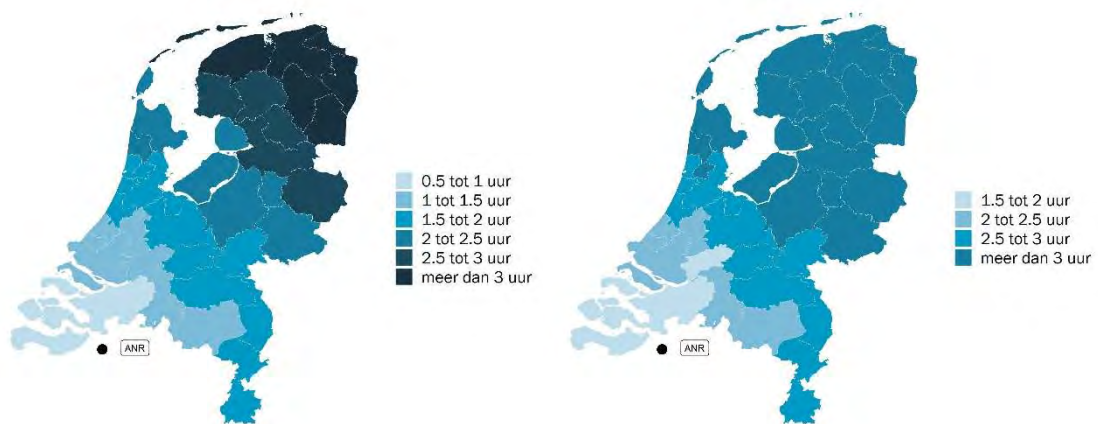 0.5 tot 1 uur
1 tot 1.5 uur
1.5 tot 2 uur
2 tot 2.5 uur
2.5 tot 3 uur
meer dan 3 uur
ANR
1.5 tot 2 uur
2 tot 2.5 uur
2.5 tot 3 uur
meer dan 3 uur
ANR